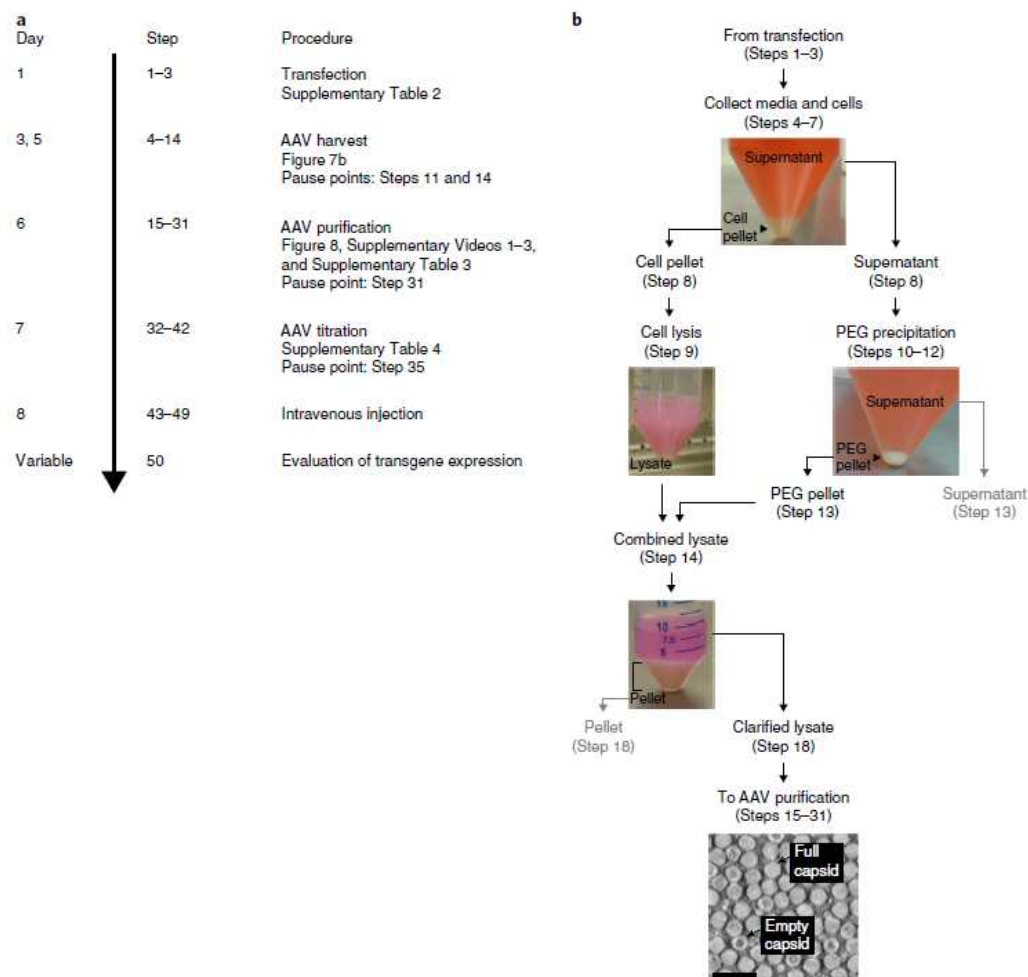 a
Day Step Procedure
1 1–3 Transfection
Supplementary Table 2
3, 5 4–14 AAV harvest
Figure 7b
Pause points: Steps 11 and 14
6 15–31 AAV purification
Figure 8, Supplementary Videos 1–3,
and Supplementary Table 3
Pause point: Step 31
7 32–42 AAV titration
Supplementary Table 4
Pause point: Step 35
8 43–49 Intravenous injection
Variable 50 Evaluation of transgene expression
b
From transfection
(Steps 1–3)
Collect media and cells
(Steps 4–7)
Supernatant
Cell
pellet
Cell pellet
(Step 8)
Supernatant
(Step 8)
Cell lysis
(Step 9)
PEG precipitation
(Steps 10–12)
Lysate
Supernatant
PEG
pellet
PEG pellet
(Step 13)
Supernatant
(Step 13)
Combined lysate
(Step 14)
10
7.5
Pellet
Pellet
(Step 18)
Clarified lysate
(Step 18)
To AAV purification
(Steps 15–31)
Full
capsid
Empty
capsid